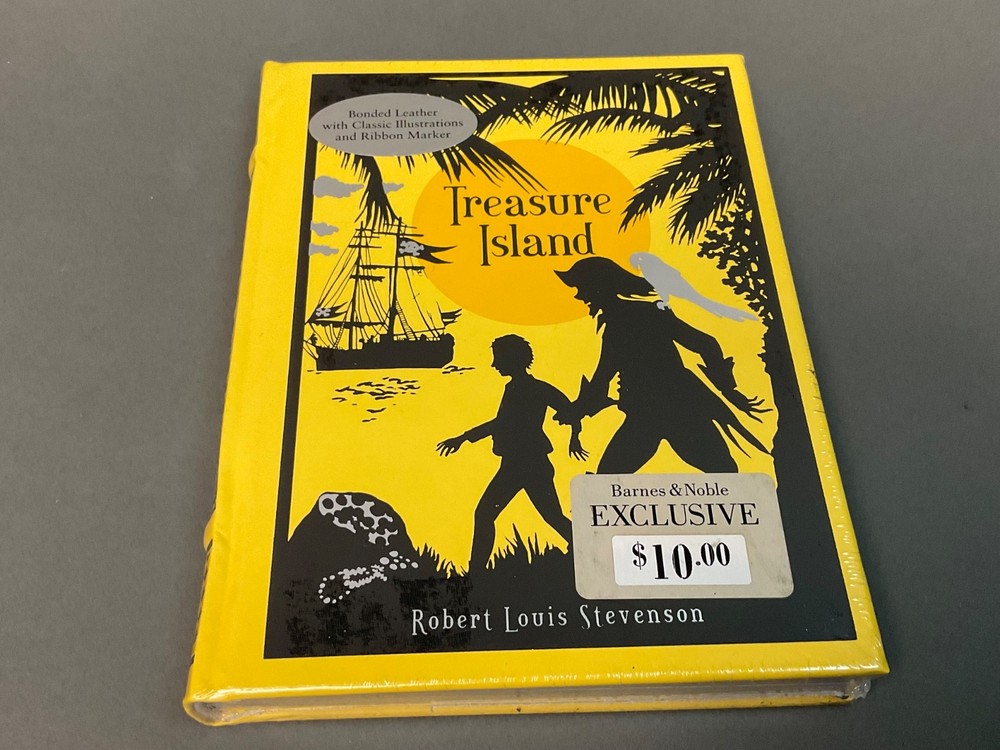 Bonded Leather
with Classic Illustrations
and Ribbon Marker
Treasure
Island
Barnes & Noble
EXCLUSIVE
$10.00
Robert Louis Stevenson